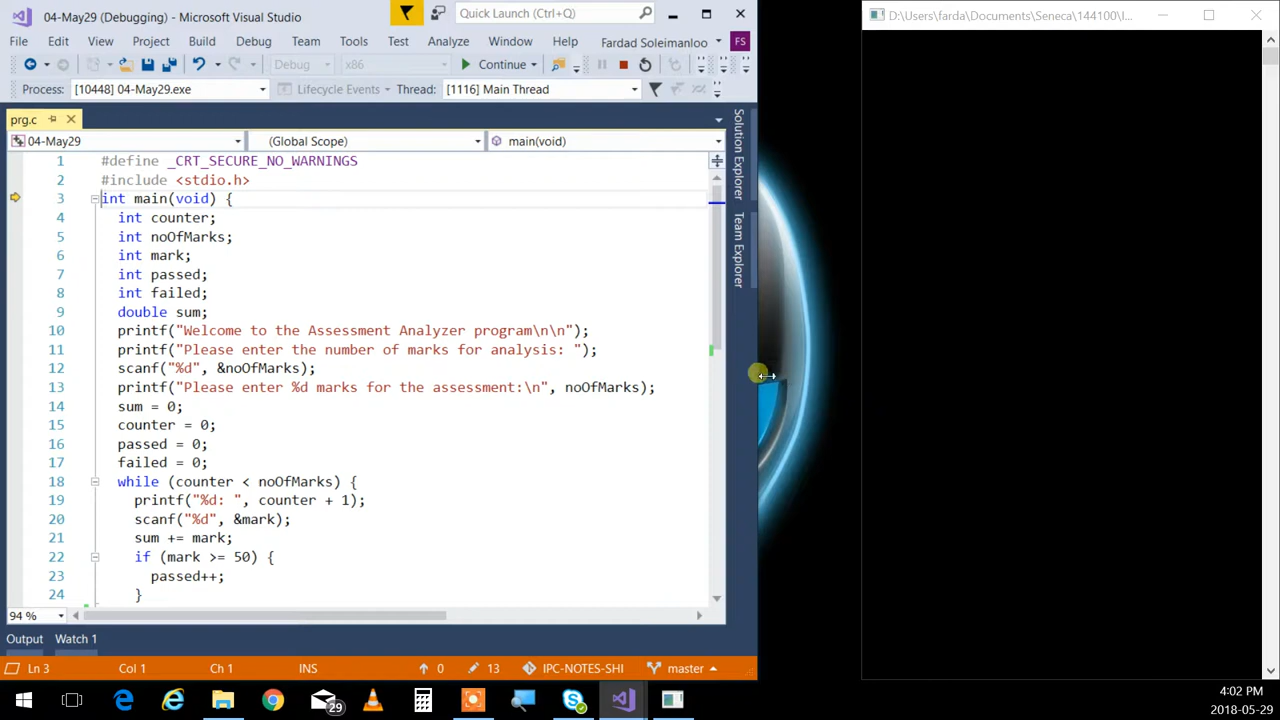 04-May29 (Debugging) - Microsoft Visual Studio
Quick Launch (Ctrl+Q)
File Edit View Project Build Debug Team Tools Test Analyze Window Help Fardad Soleimanloo FS
Debug x86 Continue
Process: [10448] 04-May29.exe Lifecycle Events Thread: [1116] Main Thread
prg.c
04-May29 (Global Scope) main(void)
1 #define _CRT_SECURE_NO_WARNINGS
2 #include <stdio.h>
3 int main(void) {
4 int counter;
5 int noOfMarks;
6 int mark;
7 int passed;
8 int failed;
9 double sum;
10 printf("Welcome to the Assessment Analyzer program\n\n");
11 printf("Please enter the number of marks for analysis: ");
12 scanf("%d", &noOfMarks);
13 printf("Please enter %d marks for the assessment:\n", noOfMarks);
14 sum = 0;
15 counter = 0;
16 passed = 0;
17 failed = 0;
18 while (counter < noOfMarks) {
19 printf("%d: ", counter + 1);
20 scanf("%d", &mark);
21 sum += mark;
22 if (mark >= 50) {
23 passed++;
24 }
94 %
Output Watch 1
Ln 3 Col 1 Ch 1 INS 0 13 IPC-NOTES-SHI master
Solution Explorer
Team Explorer
D:\Users\farda\Documents\Seneca\144100\I...
29
4:02 PM
2018-05-29